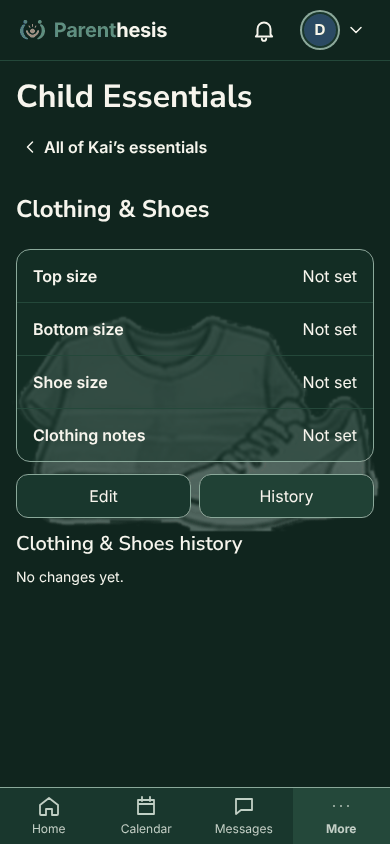 Parenthesis
D
Child Essentials
All of Kai's essentials
Clothing & Shoes
Top size Not set
Bottom size Not set
Shoe size Not set
Clothing notes Not set
Edit History
Clothing & Shoes history
No changes yet.
Home Calendar Messages More